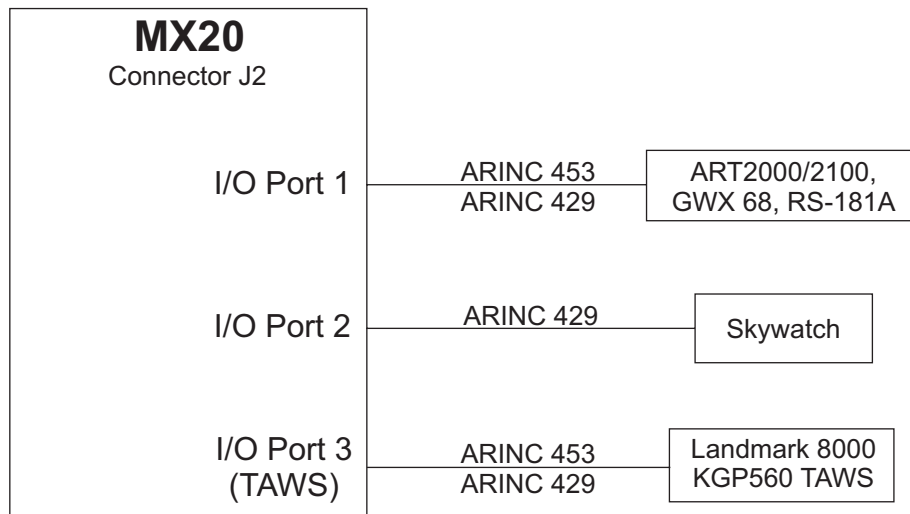 MX20
Connector J2
I/O Port 1
ARINC 453
ARINC 429
ART2000/2100,
GWX 68, RS-181A
I/O Port 2
ARINC 429
Skywatch
I/O Port 3
(TAWS)
ARINC 453
ARINC 429
Landmark 8000
KGP560 TAWS